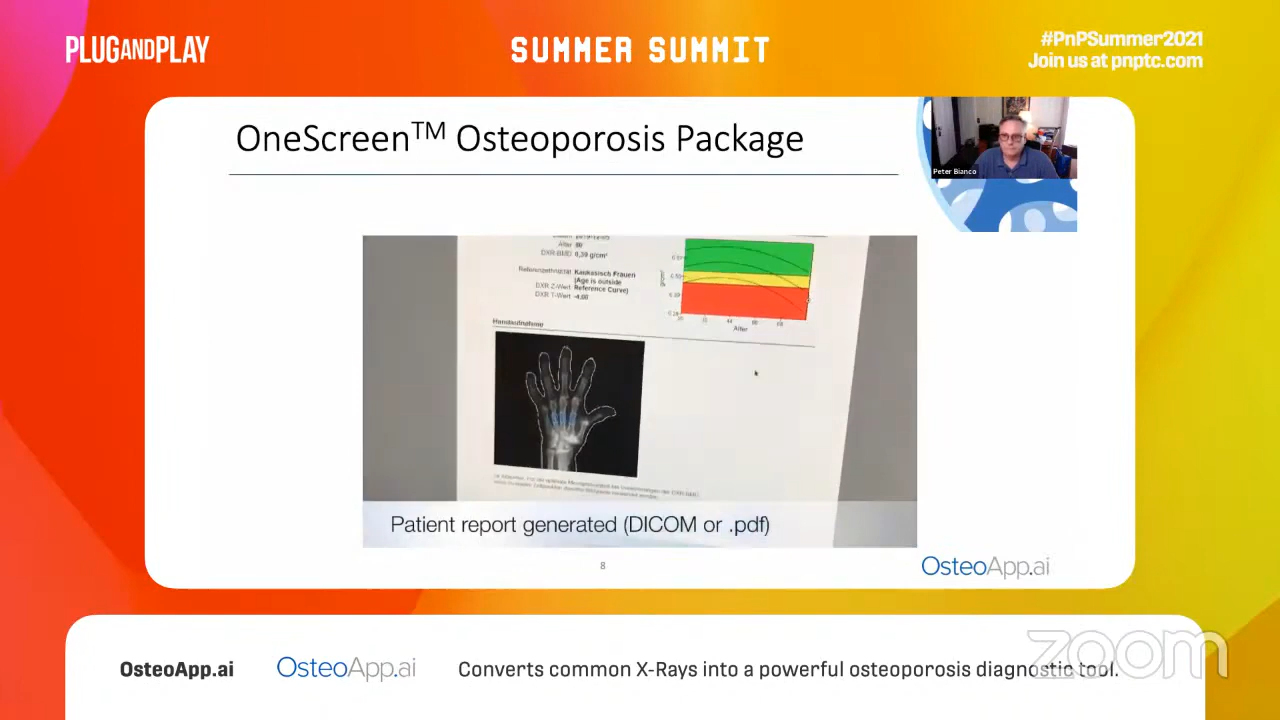 PLUGANDPLAY
SUMMER SUMMIT
#PnPSummer2021
Join us at pnptc.com
OneScreen™ Osteoporosis Package
Peter Bianco
Alter 60
DXR-BMD 0,39 g/cm²
Referenzethnizität Kaukasisch Frauen
(Age is outside
DXR Z-Wert Reference Curve)
DXR T-Wert -4.00
g/cm²
Alter
Handaufnahme
Patient report generated (DICOM or .pdf)
8
OsteoApp.ai
zoom
OsteoApp.ai
OsteoApp.ai
Converts common X-Rays into a powerful osteoporosis diagnostic tool.